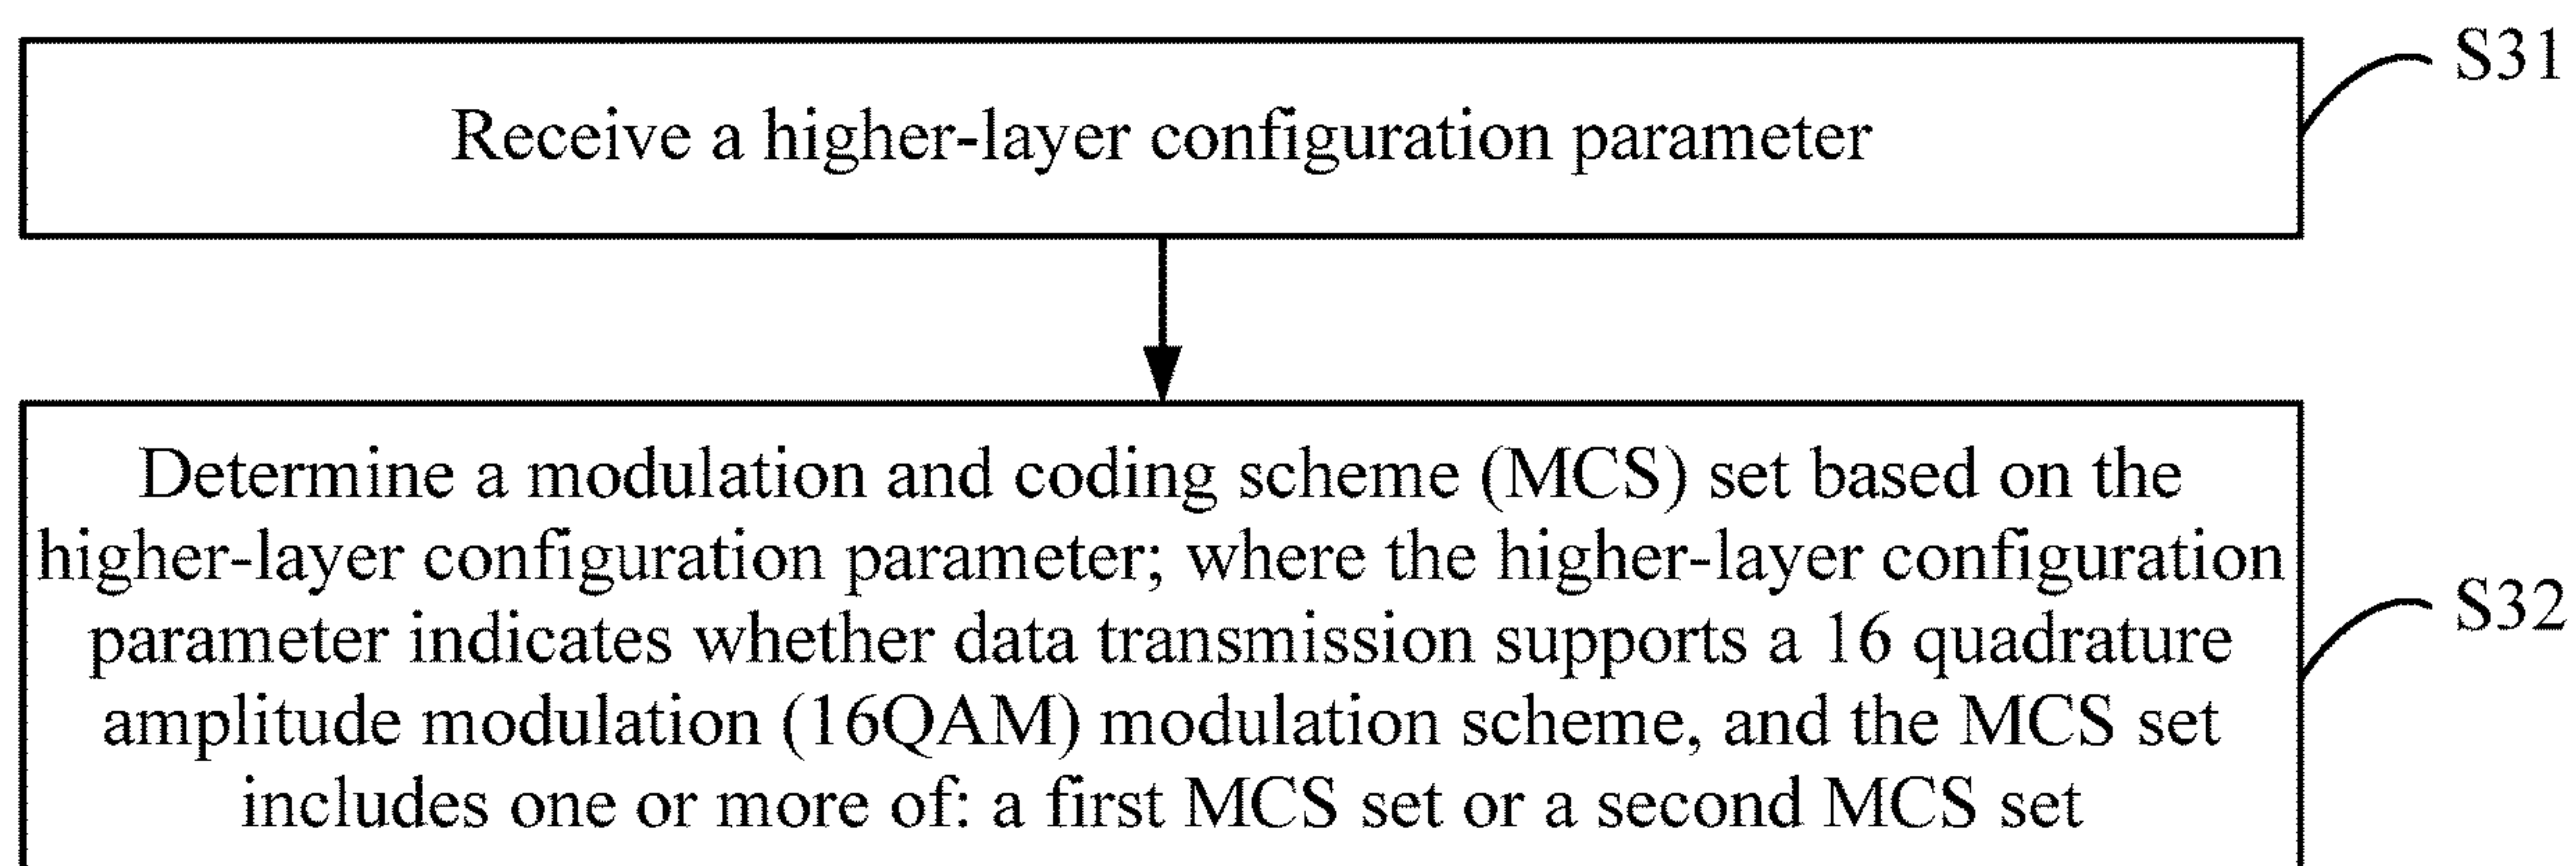 S31
Receive a higher-layer configuration parameter
Determine a modulation and coding scheme (MCS) set based on the
higher-layer configuration parameter; where the higher-layer configuration
parameter indicates whether data transmission supports a 16 quadrature
S32
amplitude modulation (16QAM) modulation scheme, and the MCS set
includes one or more of: a first MCS set or a second MCS set